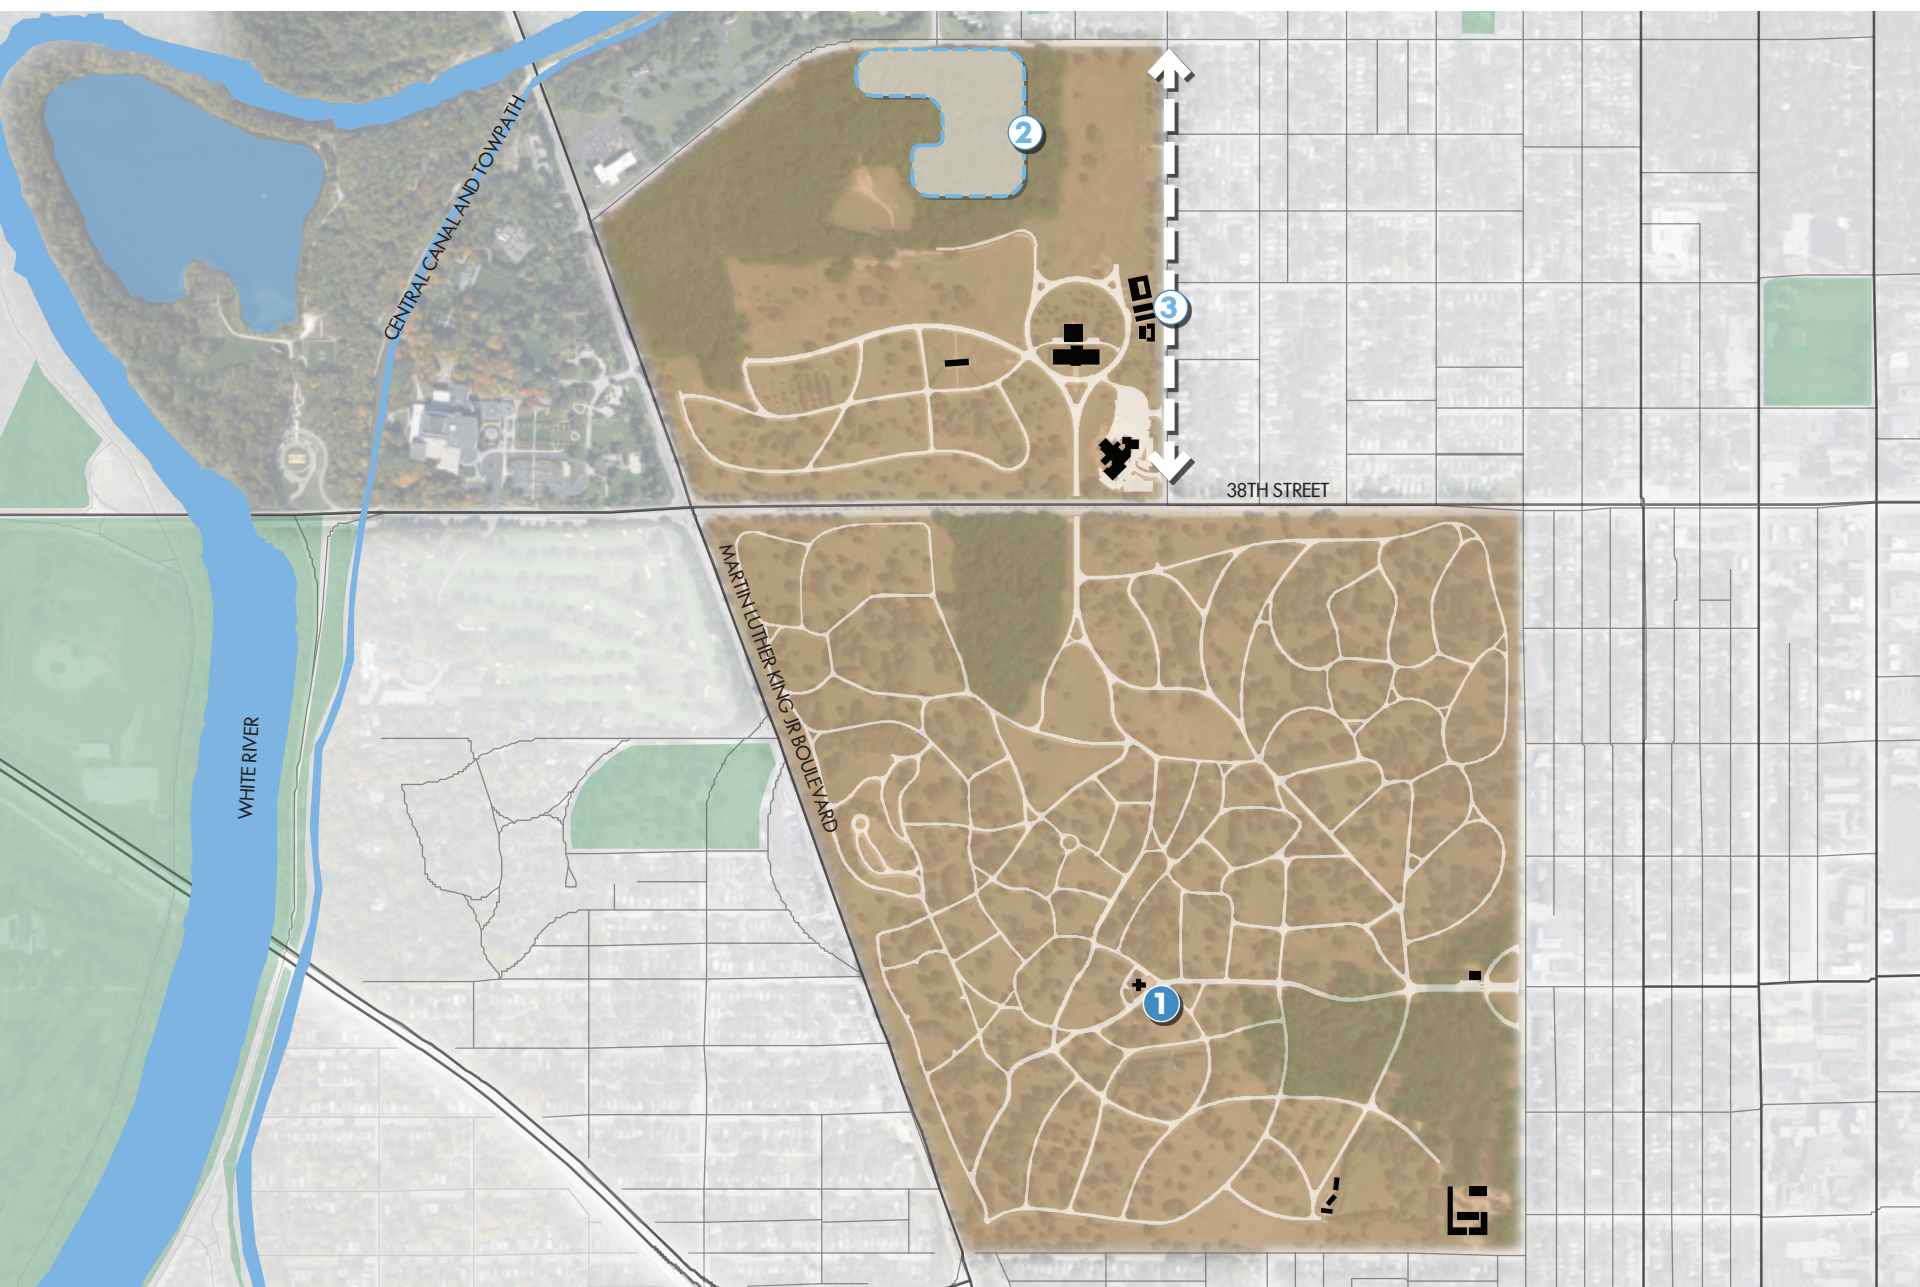 2
CENTRAL CANAL AND TOWPATH
3
38TH STREET
MARTIN LUTHER KING JR BOULEVARD
WHITE RIVER
1